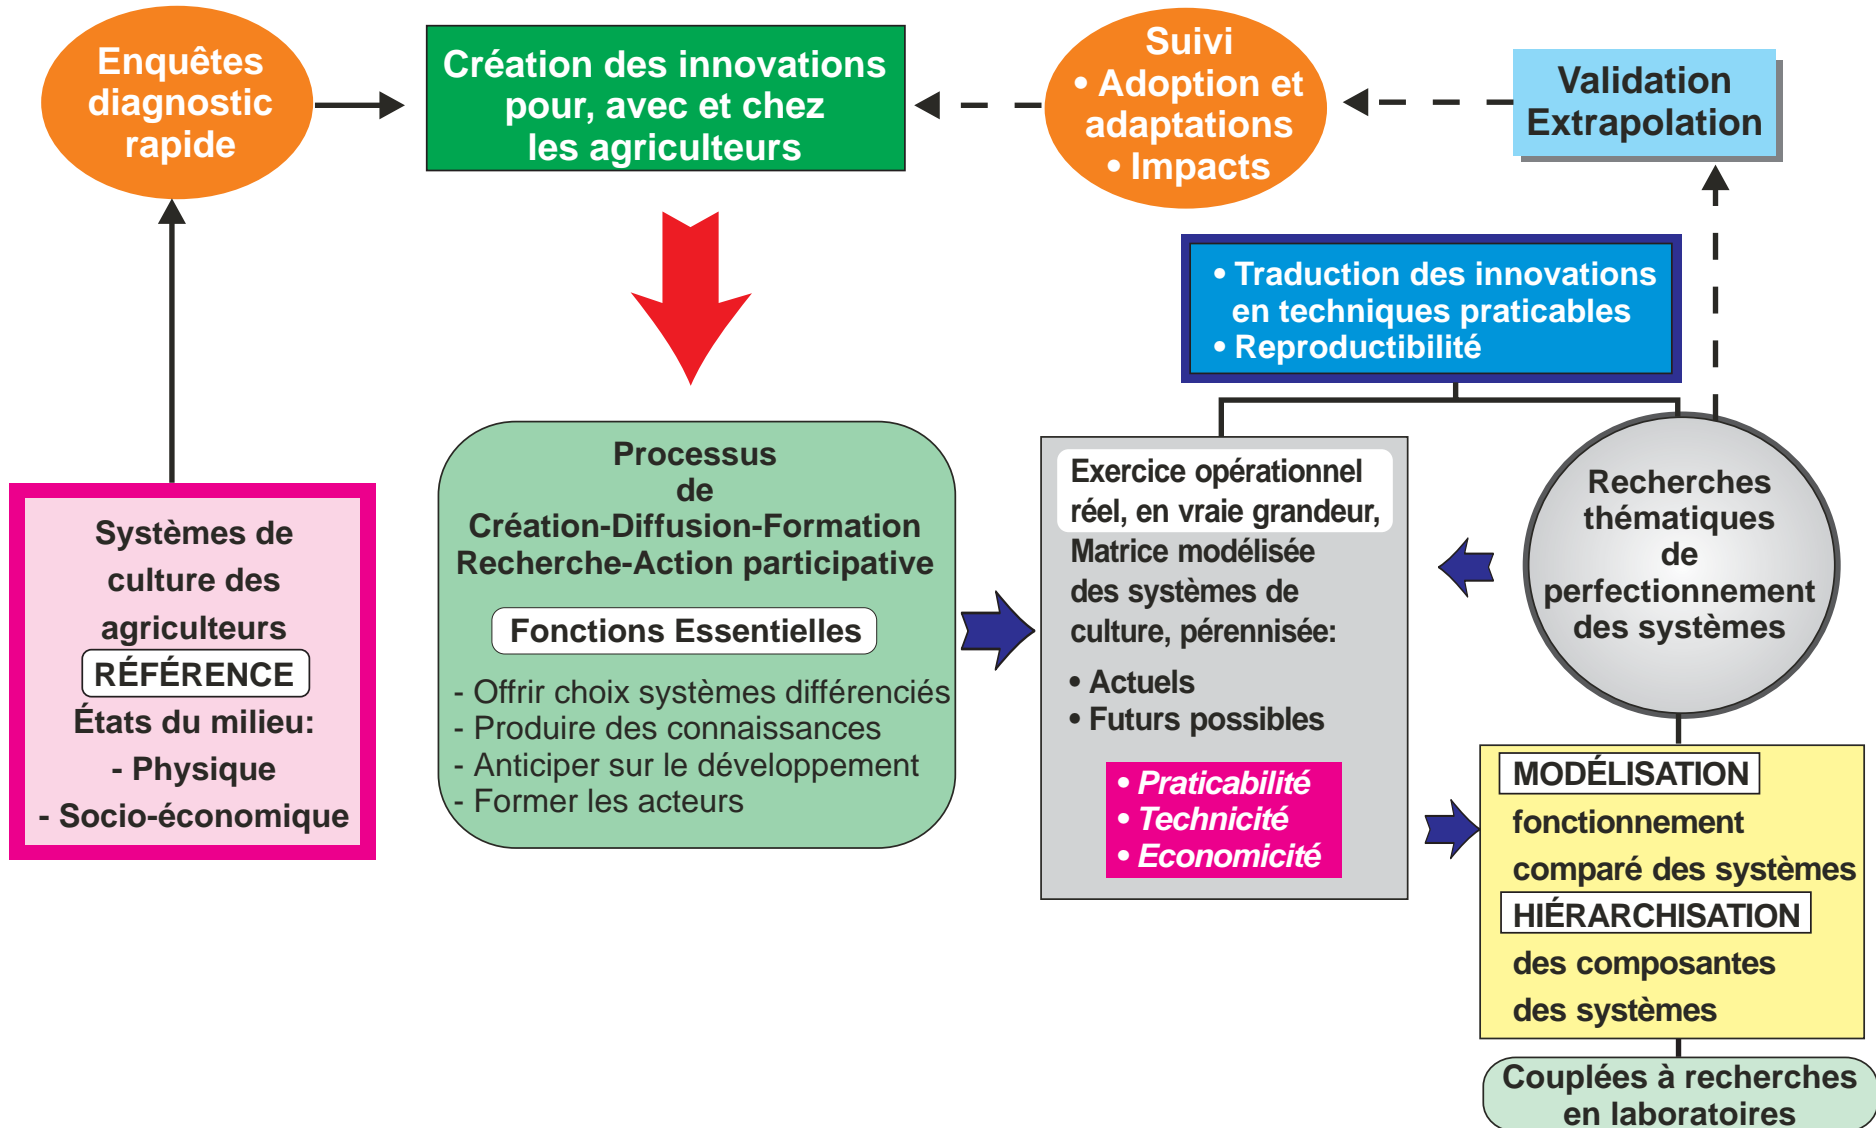 Enquêtes
diagnostic
rapide
Création des innovations
pour, avec et chez
les agriculteurs
Suivi
• Adoption et
adaptations
• Impacts
Validation
Extrapolation
• Traduction des innovations
en techniques praticables
• Reproductibilité
Systèmes de
culture des
agriculteurs
RÉFÉRENCE
États du milieu:
- Physique
- Socio-économique
Processus
de
Création-Diffusion-Formation
Recherche-Action participative
Fonctions Essentielles
- Offrir choix systèmes différenciés
- Produire des connaissances
- Anticiper sur le développement
- Former les acteurs
Exercice opérationnel
réel, en vraie grandeur,
Matrice modélisée
des systèmes de
culture, pérennisée:
• Actuels
• Futurs possibles
• Praticabilité
• Technicité
• Economicité
Recherches
thématiques
de
perfectionnement
des systèmes
MODÉLISATION
fonctionnement
comparé des systèmes
HIÉRARCHISATION
des composantes
des systèmes
Couplées à recherches
en laboratoires